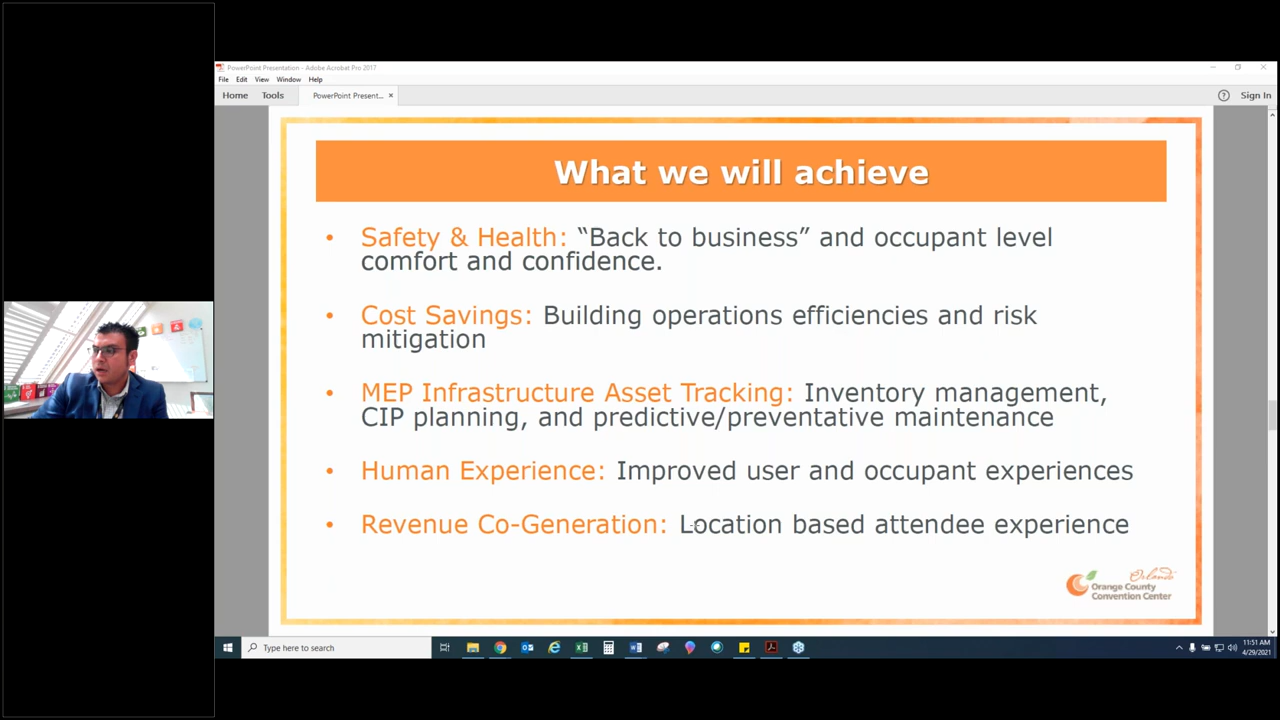 PowerPoint Presentation - Adobe Acrobat Pro 2017
File Edit View Window Help
Home Tools PowerPoint Present... × ? Sign In
What we will achieve
• Safety & Health: “Back to business” and occupant level
comfort and confidence.
• Cost Savings: Building operations efficiencies and risk
mitigation
• MEP Infrastructure Asset Tracking: Inventory management,
CIP planning, and predictive/preventative maintenance
• Human Experience: Improved user and occupant experiences
• Revenue Co-Generation: Location based attendee experience
Orlando
Orange County
Convention Center
Type here to search
11:51 AM
4/29/2021